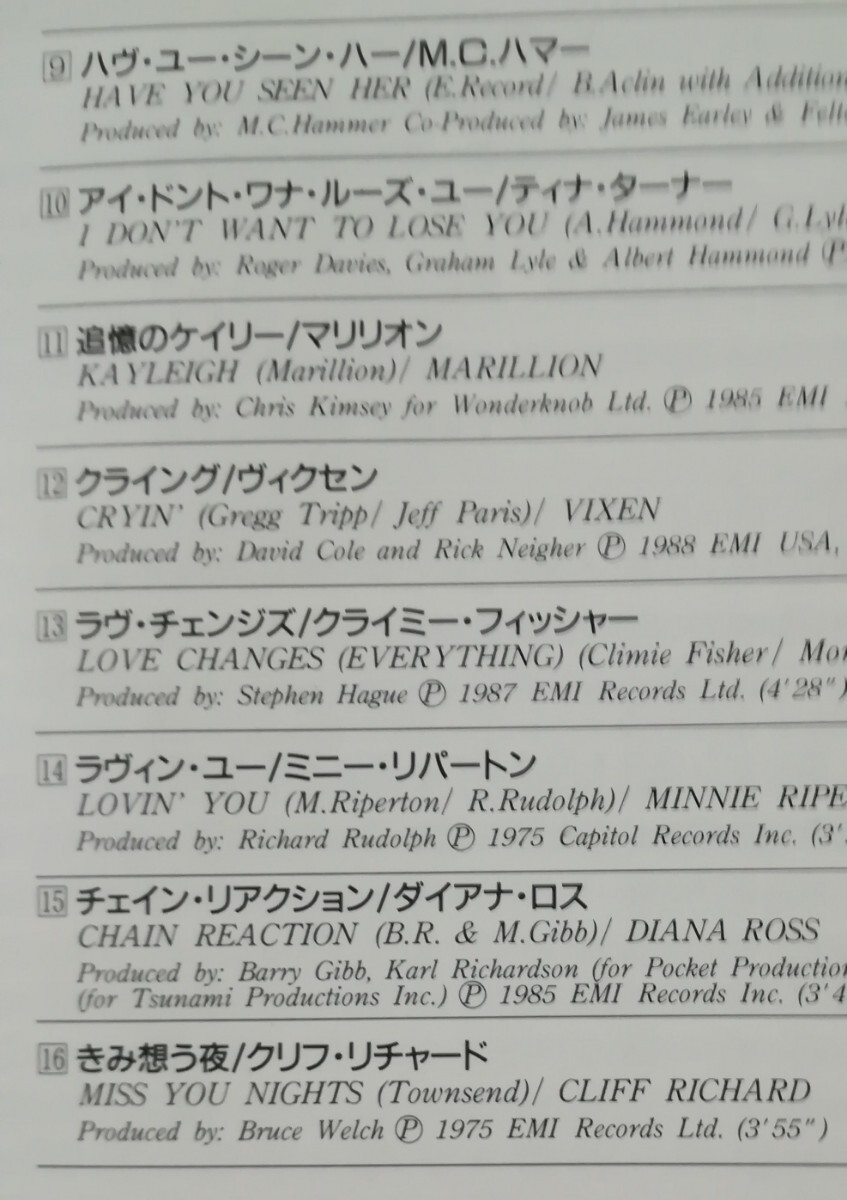 9 ハヴ・ユー・シーン・ハー/M.C.ハマー
HAVE YOU SEEN HER (E.Record/ B.Aclin with Addition
Produced by: M.C.Hammer Co-Produced by: James Earley & Felt
10 アイ・ドント・ワナ・ルーズ・ユー/ティナ・ターナー
I DON'T WANT TO LOSE YOU (A.Hammond/ G.Lyl
Produced by: Roger Davies, Graham Lyle & Albert Hammond Ⓟ
11 追憶のケイリー/マリリオン
KAYLEIGH (Marillion)/ MARILLION
Produced by: Chris Kimsey for Wonderknob Ltd. Ⓟ 1985 EMI
12 クライング/ヴィクセン
CRYIN' (Gregg Tripp/ Jeff Paris)/ VIXEN
Produced by: David Cole and Rick Neigher Ⓟ 1988 EMI USA,
13 ラヴ・チェンジズ/クライミー・フィッシャー
LOVE CHANGES (EVERYTHING) (Climie Fisher/ Mor
Produced by: Stephen Hague Ⓟ 1987 EMI Records Ltd. (4'28")
14 ラヴィン・ユー/ミニー・リパートン
LOVIN' YOU (M.Riperton/ R.Rudolph)/ MINNIE RIPE
Produced by: Richard Rudolph Ⓟ 1975 Capitol Records Inc. (3'
15 チェイン・リアクション/ダイアナ・ロス
CHAIN REACTION (B.R. & M.Gibb)/ DIANA ROSS
Produced by: Barry Gibb, Karl Richardson (for Pocket Production
(for Tsunami Productions Inc.) Ⓟ 1985 EMI Records Inc. (3'4
16 きみ想う夜/クリフ・リチャード
MISS YOU NIGHTS (Townsend)/ CLIFF RICHARD
Produced by: Bruce Welch Ⓟ 1975 EMI Records Ltd. (3'55")